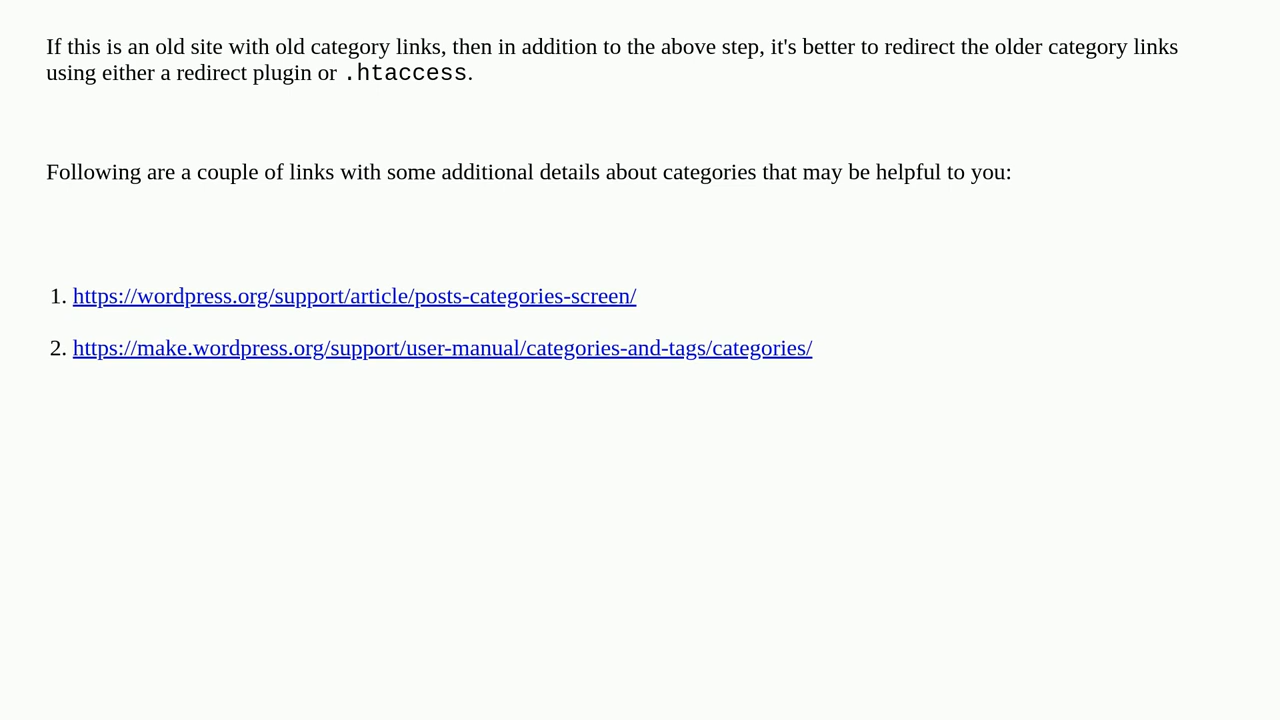 If this is an old site with old category links, then in addition to the above step, it's better to redirect the older category links
using either a redirect plugin or .htaccess.
Following are a couple of links with some additional details about categories that may be helpful to you:
1. https://wordpress.org/support/article/posts-categories-screen/
2. https://make.wordpress.org/support/user-manual/categories-and-tags/categories/